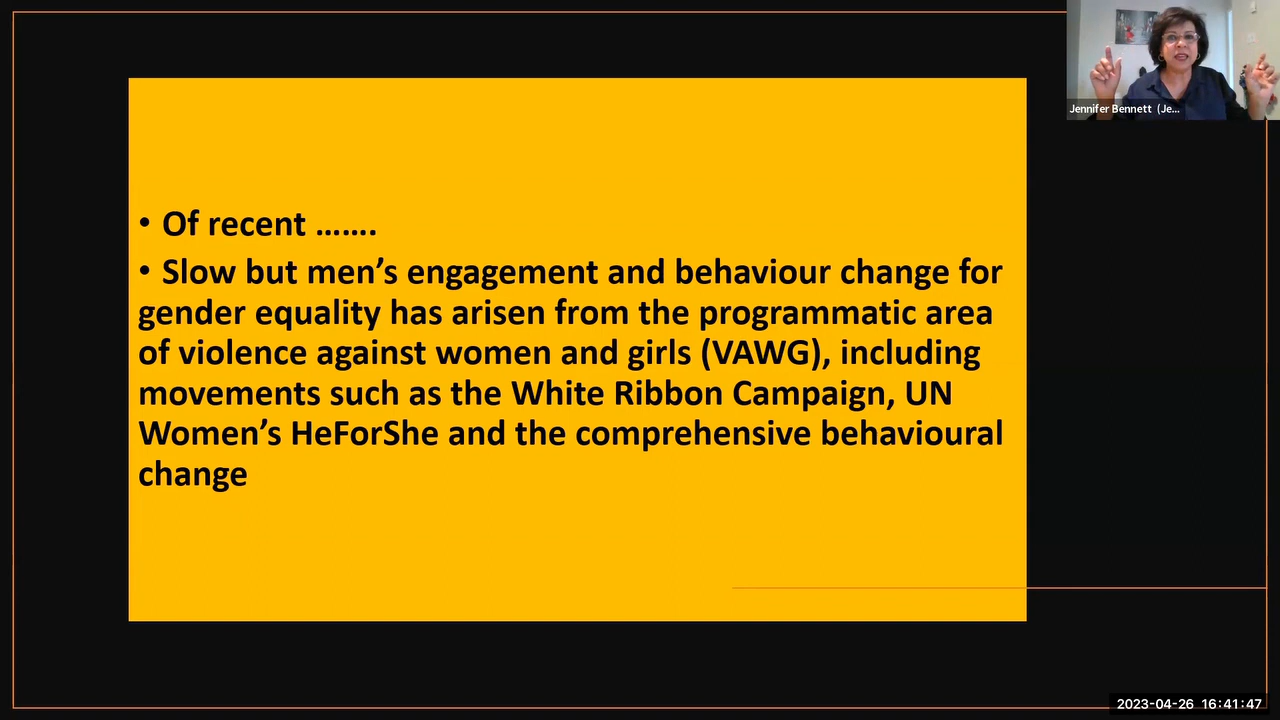 Jennifer Bennett (Je...
• Of recent …….
• Slow but men’s engagement and behaviour change for
gender equality has arisen from the programmatic area
of violence against women and girls (VAWG), including
movements such as the White Ribbon Campaign, UN
Women’s HeForShe and the comprehensive behavioural
change
2023-04-26 16:41:47